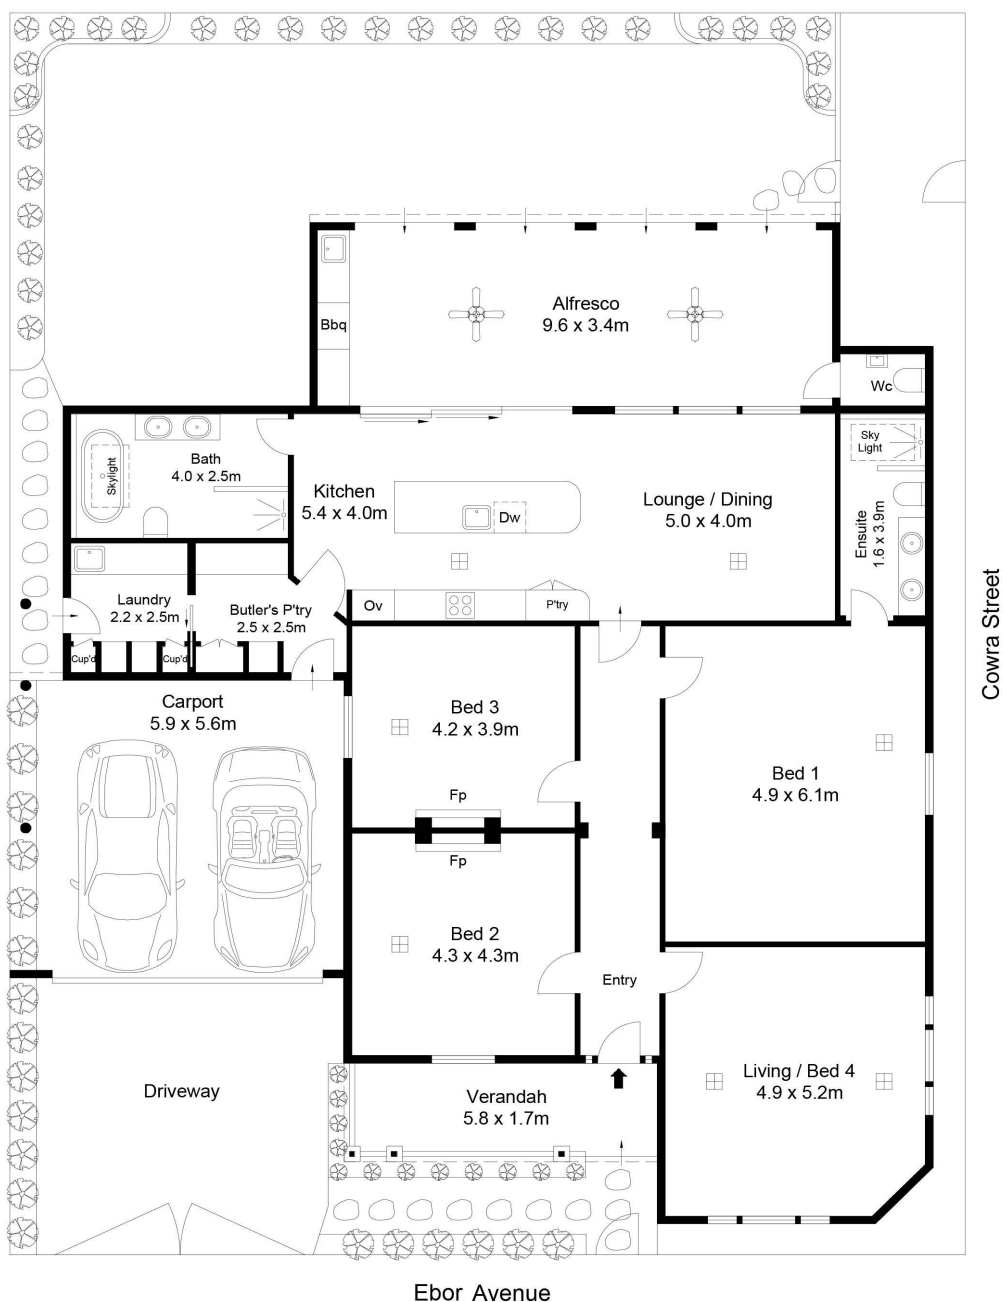 Alfresco
9.6 x 3.4m
Bbq
Wc
Sky
Light
Bath
4.0 x 2.5m
Skylight
Kitchen
5.4 x 4.0m
Dw
Lounge / Dining
5.0 x 4.0m
Ensuite
1.6 x 3.9m
Laundry
2.2 x 2.5m
Butler's P'try
2.5 x 2.5m
Ov
P'try
Cup'd
Cup'd
Carport
5.9 x 5.6m
Bed 3
4.2 x 3.9m
Fp
Fp
Bed 1
4.9 x 6.1m
Bed 2
4.3 x 4.3m
Entry
Living / Bed 4
4.9 x 5.2m
Driveway
Verandah
5.8 x 1.7m
Cowra Street
Ebor Avenue